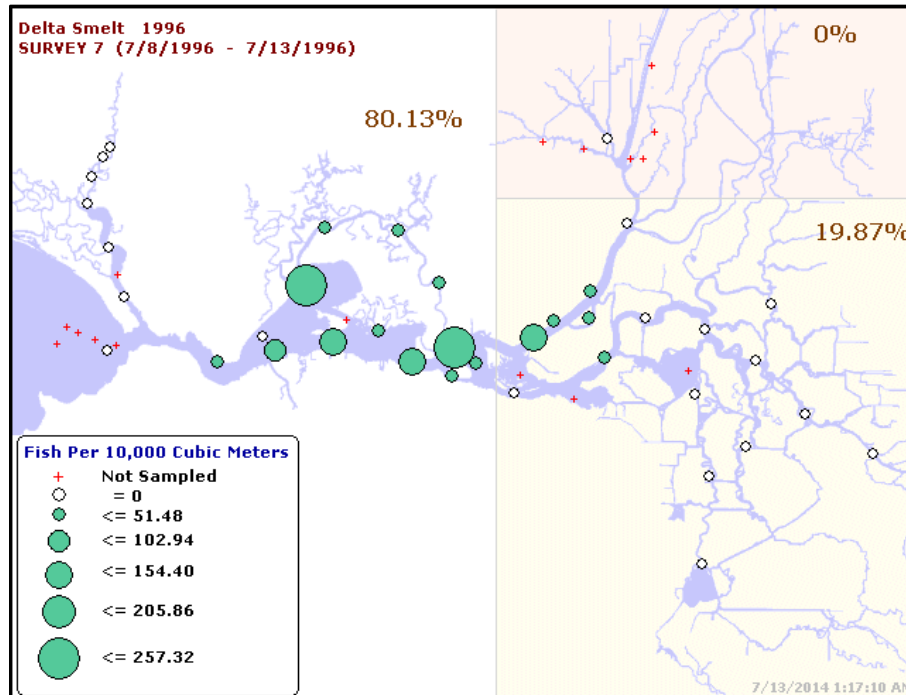 Delta Smelt 1996
SURVEY 7 (7/8/1996 - 7/13/1996)
0%
80.13%
19.87%
Fish Per 10,000 Cubic Meters
Not Sampled
= 0
<= 51.48
<= 102.94
<= 154.40
<= 205.86
<= 257.32
7/13/2014 1:17:10 AM